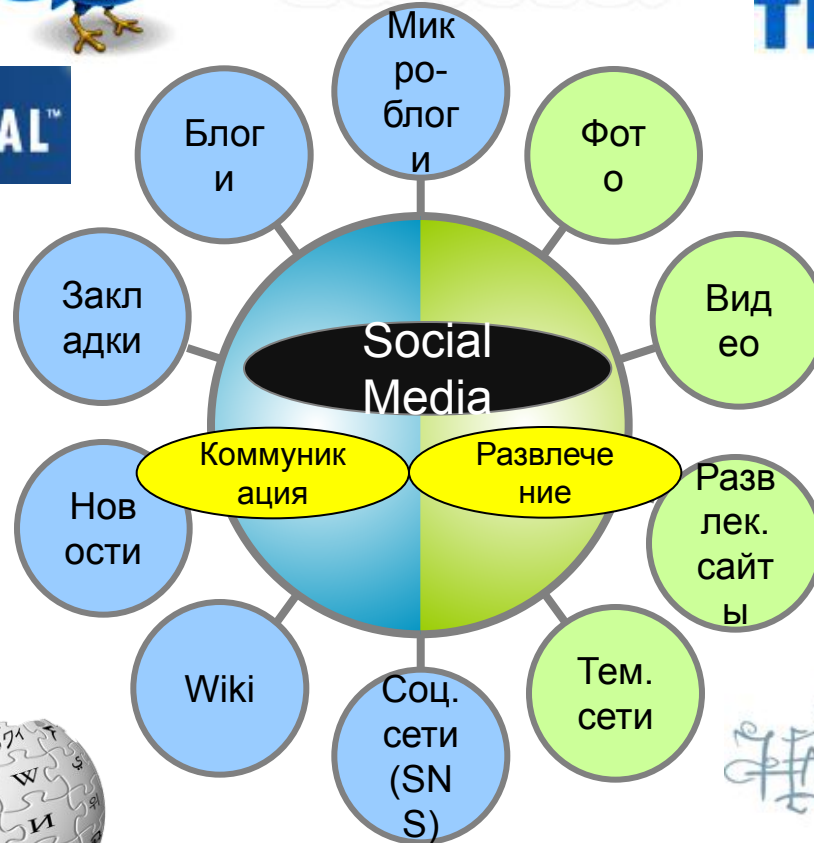 Мик
ро-
блог
и
Блог
и
Фот
о
AL™
Закл
адки
Вид
ео
Social
Media
Коммуник
ация
Развлече
ние
Нов
ости
Разв
лек.
сайт
ы
Wiki
Соц.
сети
(SN
S)
Тем.
сети
W
И